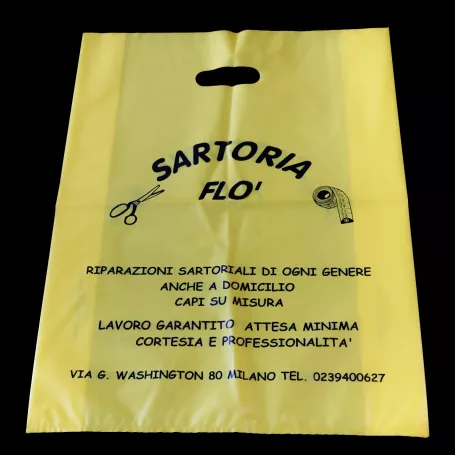 SARTORIA
FLO'
RIPARAZIONI SARTORIALI DI OGNI GENERE
ANCHE A DOMICILIO
CAPI SU MISURA
LAVORO GARANTITO ATTESA MINIMA
CORTESIA E PROFESSIONALITA'
VIA G. WASHINGTON 80 MILANO TEL. 0239400627